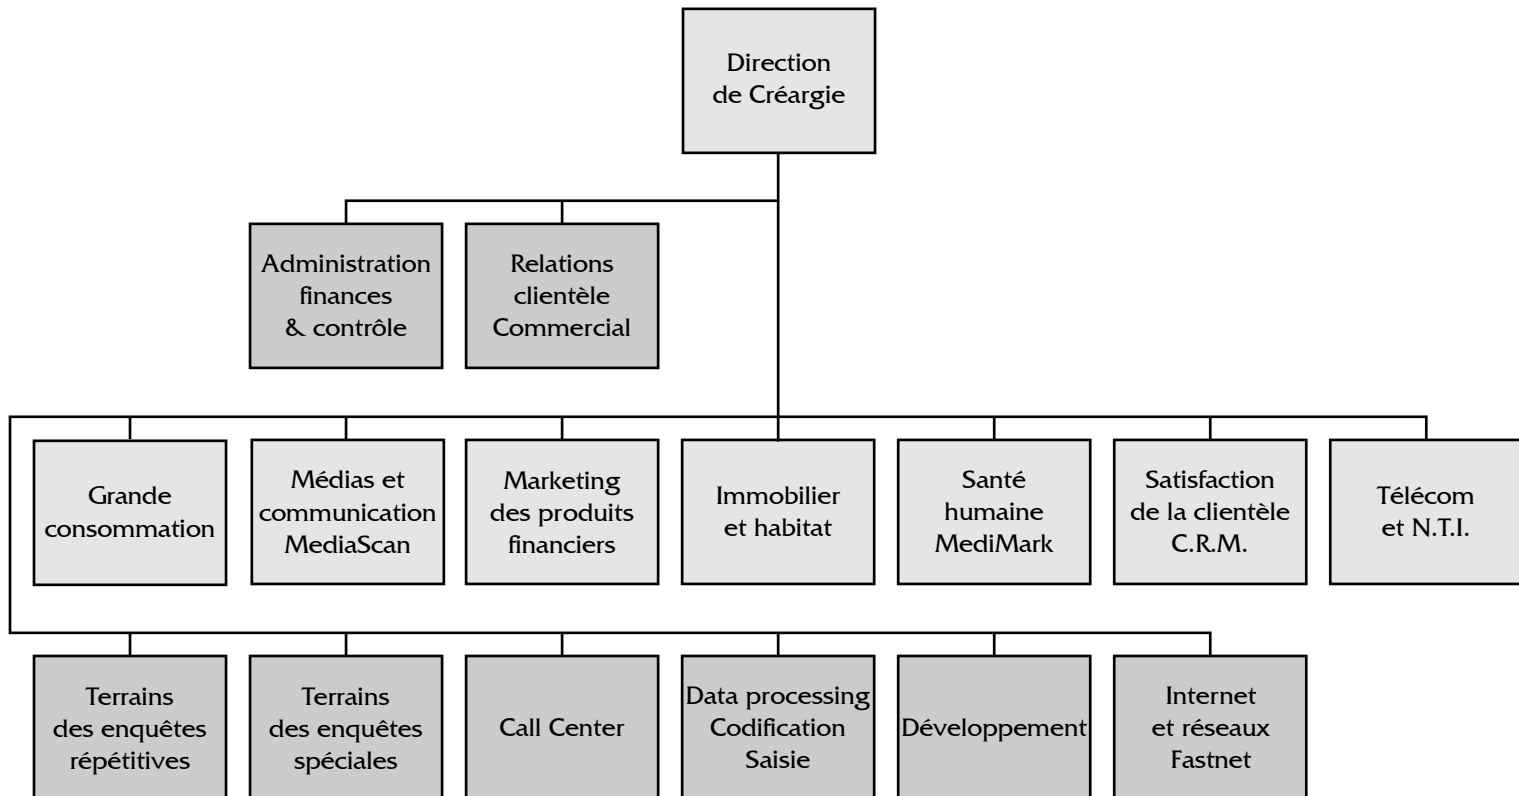 Direction
de Créargie
Administration
finances
& contrôle
Relations
clientèle
Commercial
Grande
consommation
Médias et
communication
MediaScan
Marketing
des produits
financiers
Immobilier
et habitat
Santé
humaine
MediMark
Satisfaction
de la clientèle
C.R.M.
Télécom
et N.T.I.
Terrains
des enquêtes
répétitives
Terrains
des enquêtes
spéciales
Call Center
Data processing
Codification
Saisie
Développement
Internet
et réseaux
Fastnet